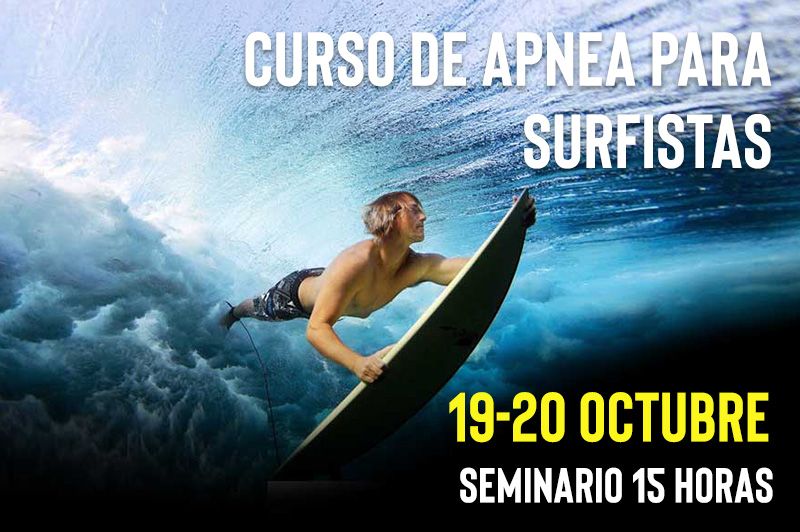 CURSO DE APNEA PARA
SURFISTAS
19-20 OCTUBRE
SEMINARIO 15 HORAS